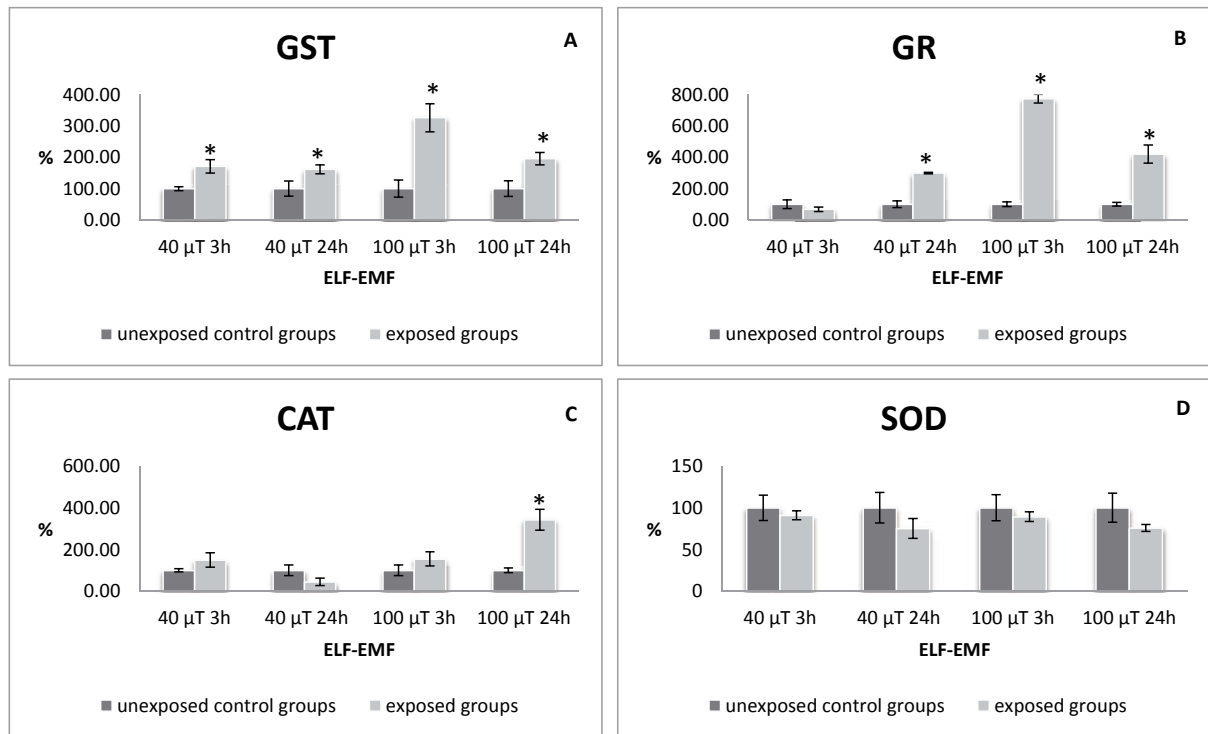 GST
A
*
*
*
*
400.00
300.00
200.00
100.00
0.00
%
40 µT 3h 40 µT 24h 100 µT 3h 100 µT 24h
ELF-EMF
unexposed control groups exposed groups
GR
B
*
*
*
800.00
600.00
400.00
200.00
0.00
%
40 µT 3h 40 µT 24h 100 µT 3h 100 µT 24h
ELF-EMF
unexposed control groups exposed groups
CAT
C
*
600.00
400.00
200.00
0.00
%
40 µT 3h 40 µT 24h 100 µT 3h 100 µT 24h
ELF-EMF
unexposed control groups exposed groups
SOD
D
150
100
50
0
%
40 µT 3h 40 µT 24h 100 µT 3h 100 µT 24h
ELF-EMF
unexposed control groups exposed groups